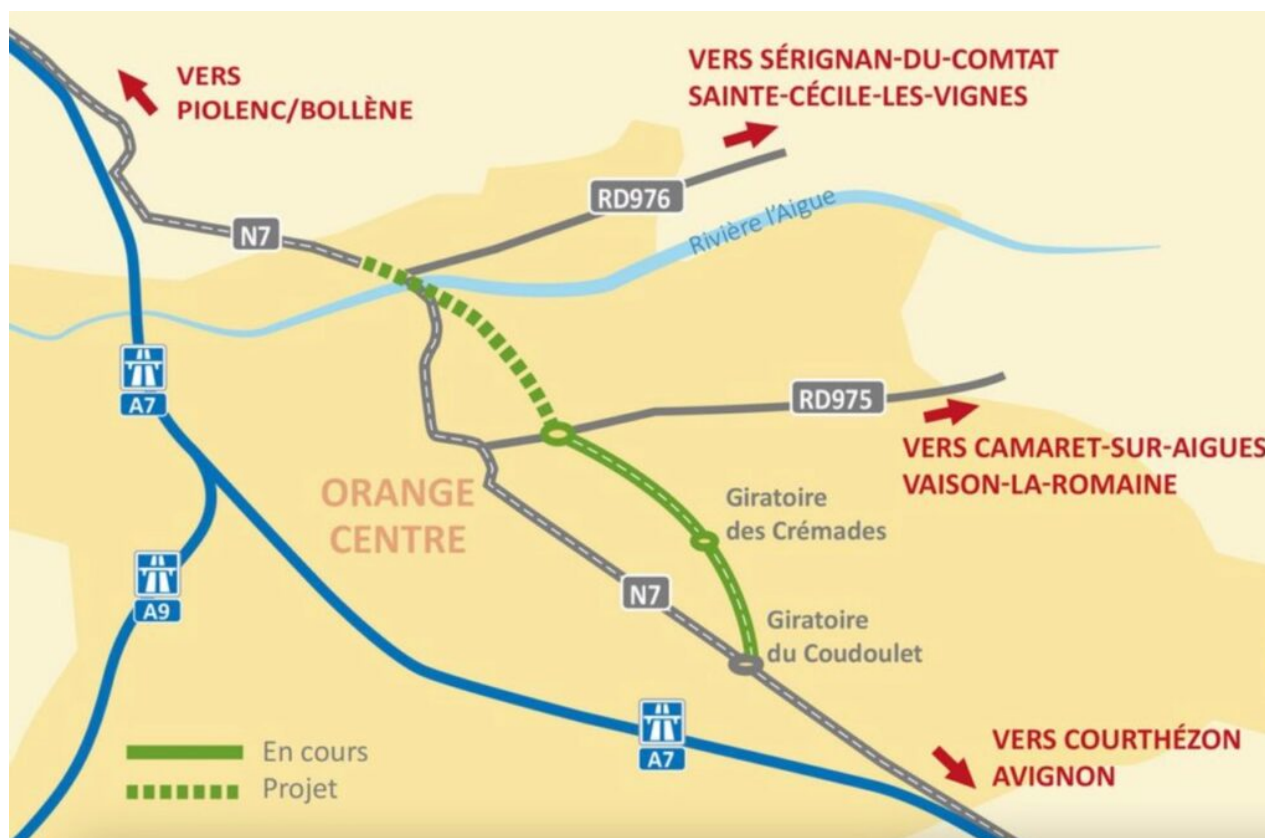 VERS
PIOLENC/BOLLÈNE
VERS SÉRIGNAN-DU-COMTAT
SAINTE-CÉCILE-LES-VIGNES
RD976
N7
Rivière l'Aigue
A7
RD975
VERS CAMARET-SUR-AIGUES
VAISON-LA-ROMAINE
ORANGE
CENTRE
Giratoire
des Crémades
A9
N7
Giratoire
du Coudoulet
A7
VERS COURTHÉZON
AVIGNON
En cours
Projet